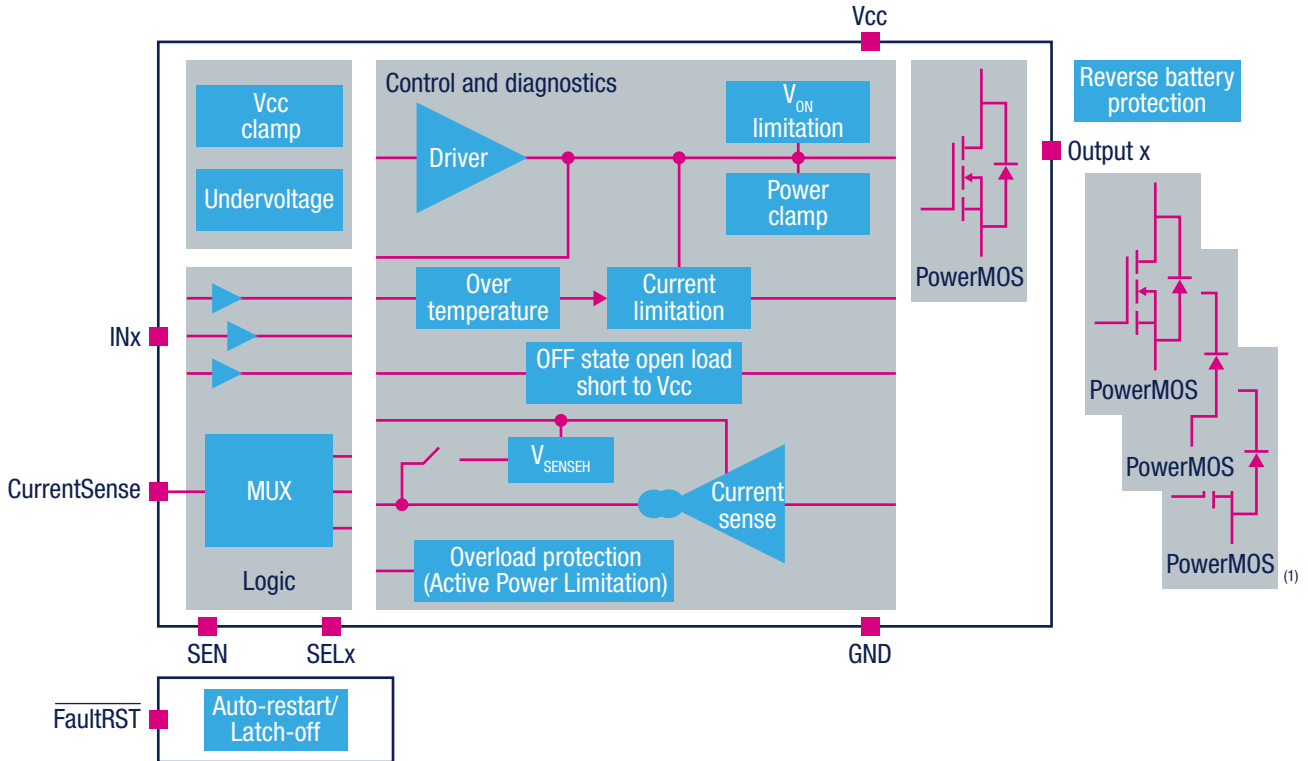 Vcc
Control and diagnostics
Vcc
clamp
Undervoltage
Driver
V_ON
limitation
Power
clamp
Reverse battery
protection
Output x
PowerMOS
Over
temperature
Current
limitation
INx
OFF state open load
short to Vcc
V_SENSEH
CurrentSense
MUX
Current
sense
Overload protection
(Active Power Limitation)
Logic
PowerMOS
PowerMOS
PowerMOS (1)
SEN
SELx
GND
FaultRST
Auto-restart/
Latch-off